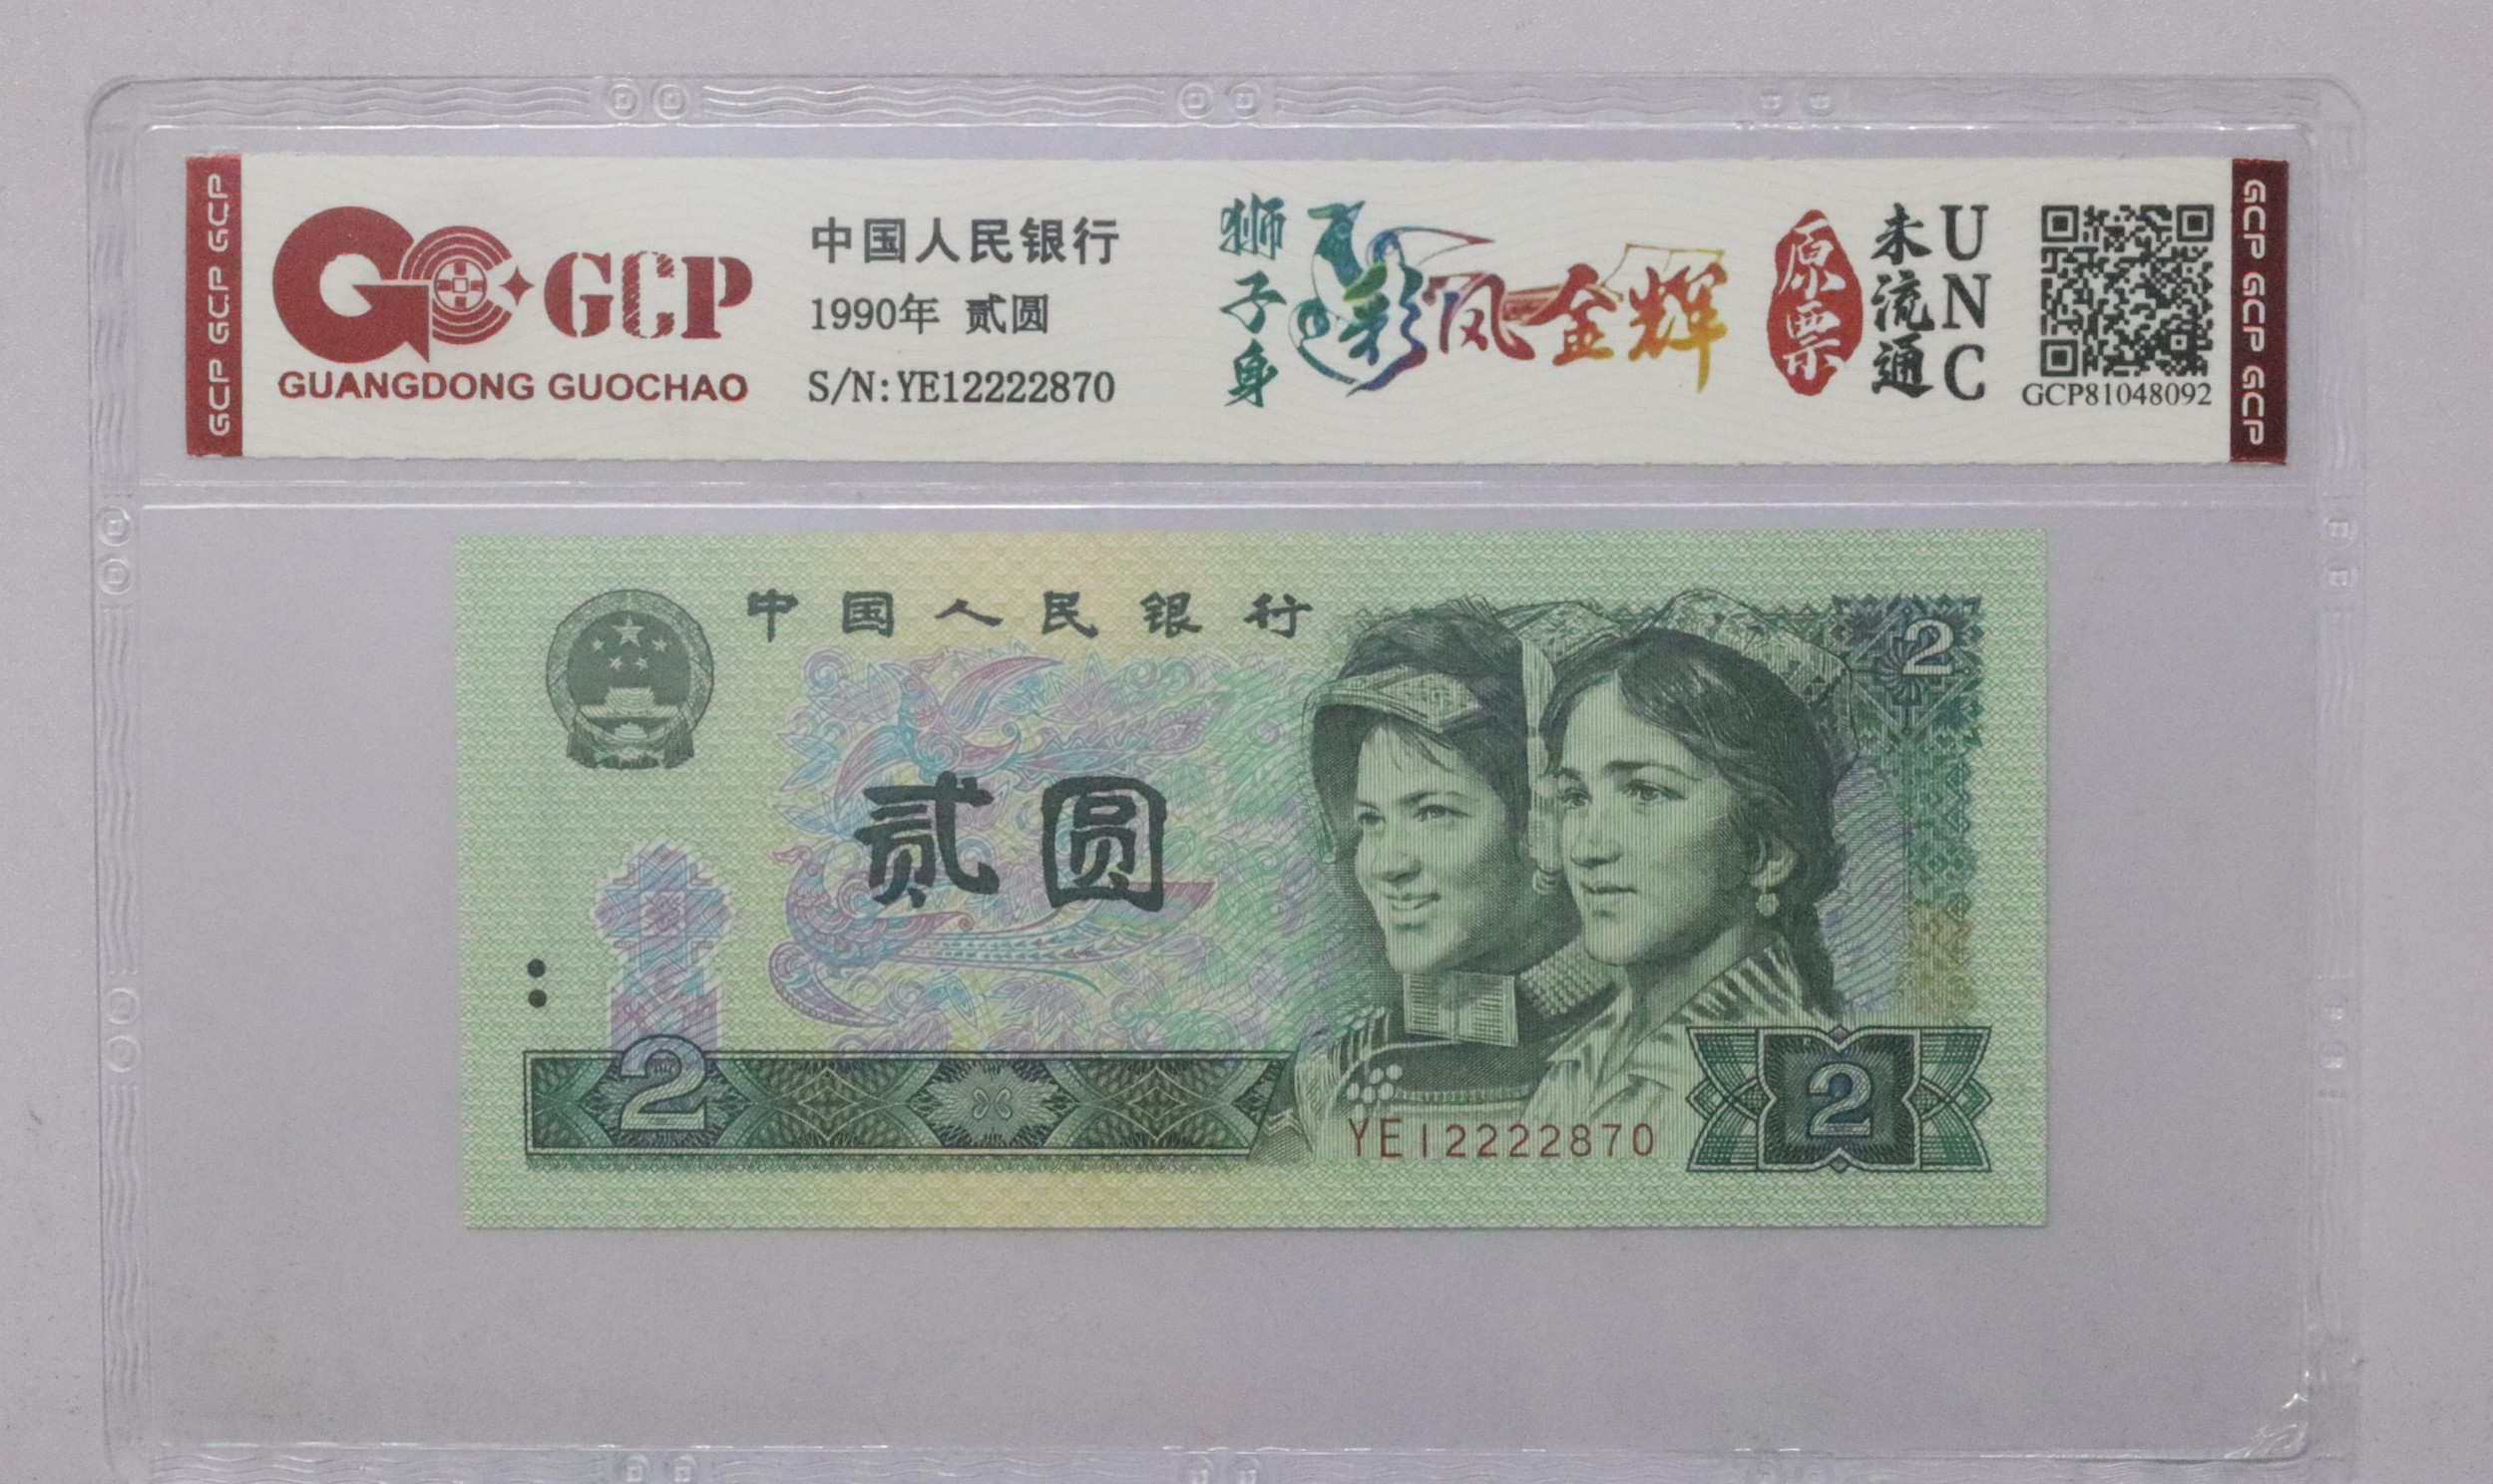 GCP GCP GCP
GCP
GUANGDONG GUOCHAO
中国人民银行
1990年 贰圆
S/N:YE12222870
狮子身
彩凤金辉
原票
未流通
UNC
GCP81048092
GCP GCP GCP
中国人民银行
2
贰圆
2
YE12222870
2